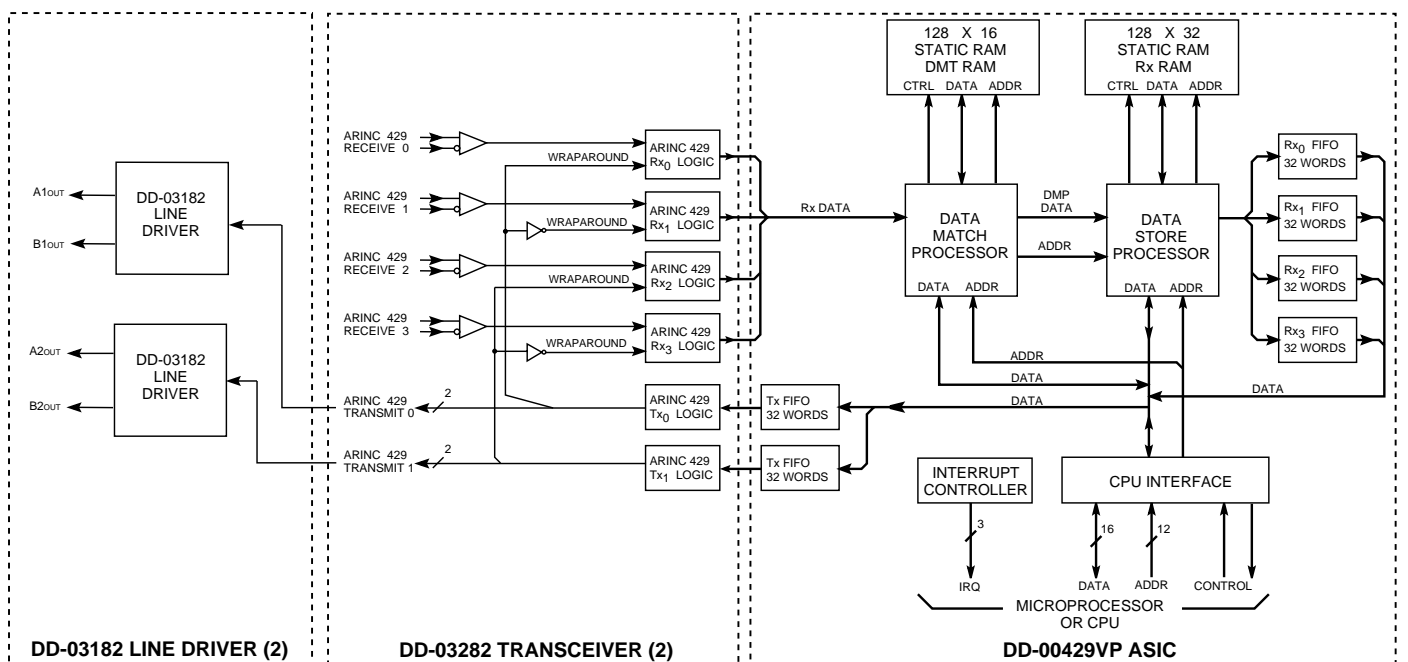 A1OUT
B1OUT
DD-03182
LINE
DRIVER
A2OUT
B2OUT
DD-03182
LINE
DRIVER
DD-03182 LINE DRIVER (2)
ARINC 429
RECEIVE 0
WRAPAROUND
ARINC 429
Rx0 LOGIC
ARINC 429
RECEIVE 1
WRAPAROUND
ARINC 429
Rx1 LOGIC
ARINC 429
RECEIVE 2
WRAPAROUND
ARINC 429
Rx2 LOGIC
ARINC 429
RECEIVE 3
WRAPAROUND
ARINC 429
Rx3 LOGIC
ARINC 429
TRANSMIT 0
2
ARINC 429
Tx0 LOGIC
ARINC 429
TRANSMIT 1
2
ARINC 429
Tx1 LOGIC
DD-03282 TRANSCEIVER (2)
128 X 16
STATIC RAM
DMT RAM
CTRL DATA ADDR
128 X 32
STATIC RAM
Rx RAM
CTRL DATA ADDR
Rx DATA
DATA
MATCH
PROCESSOR
DATA ADDR
DMP
DATA
ADDR
DATA
STORE
PROCESSOR
DATA ADDR
Rx0 FIFO
32 WORDS
Rx1 FIFO
32 WORDS
Rx2 FIFO
32 WORDS
Rx3 FIFO
32 WORDS
ADDR
DATA
DATA
DATA
Tx FIFO
32 WORDS
Tx FIFO
32 WORDS
INTERRUPT
CONTROLLER
3
IRQ
CPU INTERFACE
16
12
DATA ADDR CONTROL
MICROPROCESSOR
OR CPU
DD-00429VP ASIC